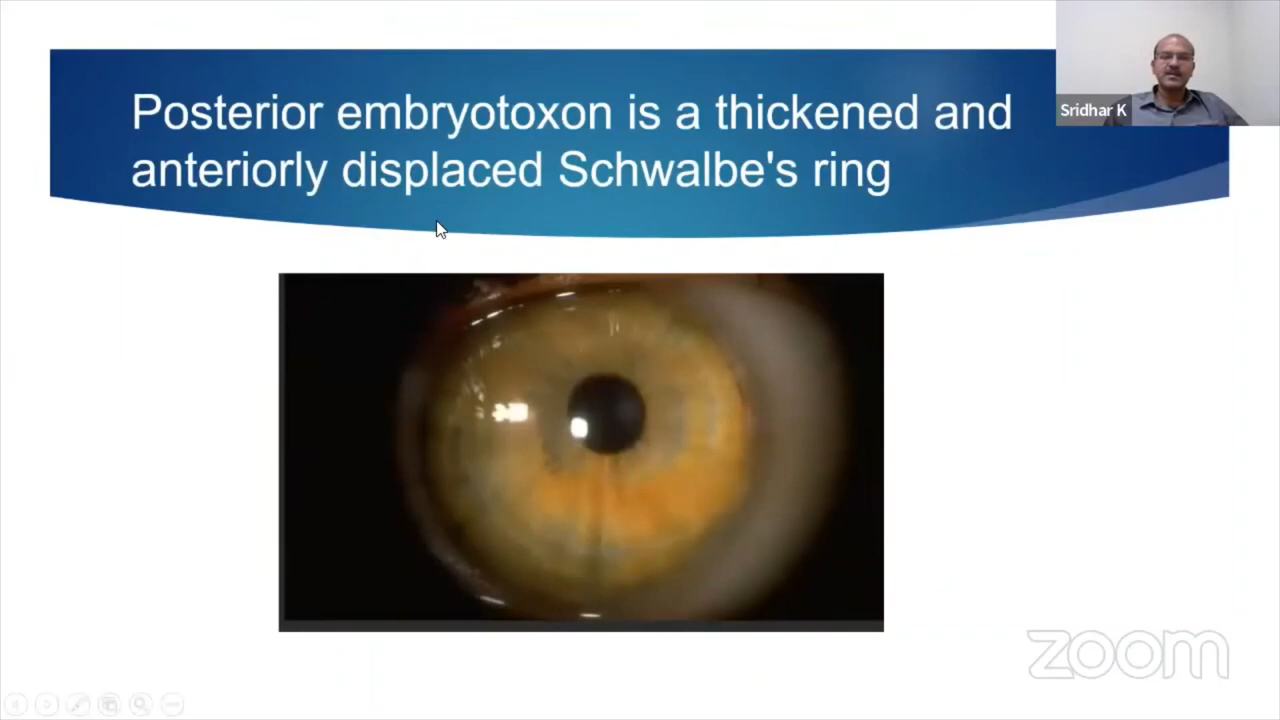 Posterior embryotoxon is a thickened and
anteriorly displaced Schwalbe's ring
Sridhar K
zoom